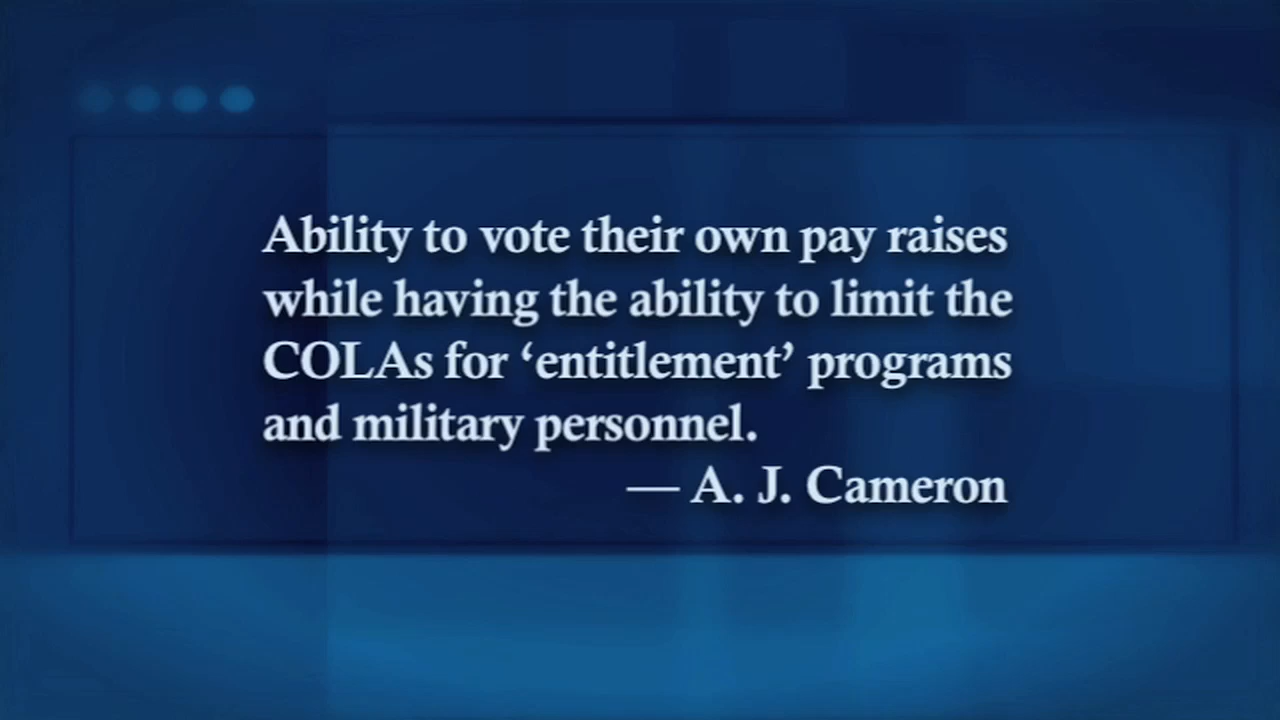 Ability to vote their own pay raises
while having the ability to limit the
COLAs for ‘entitlement’ programs
and military personnel.
— A. J. Cameron